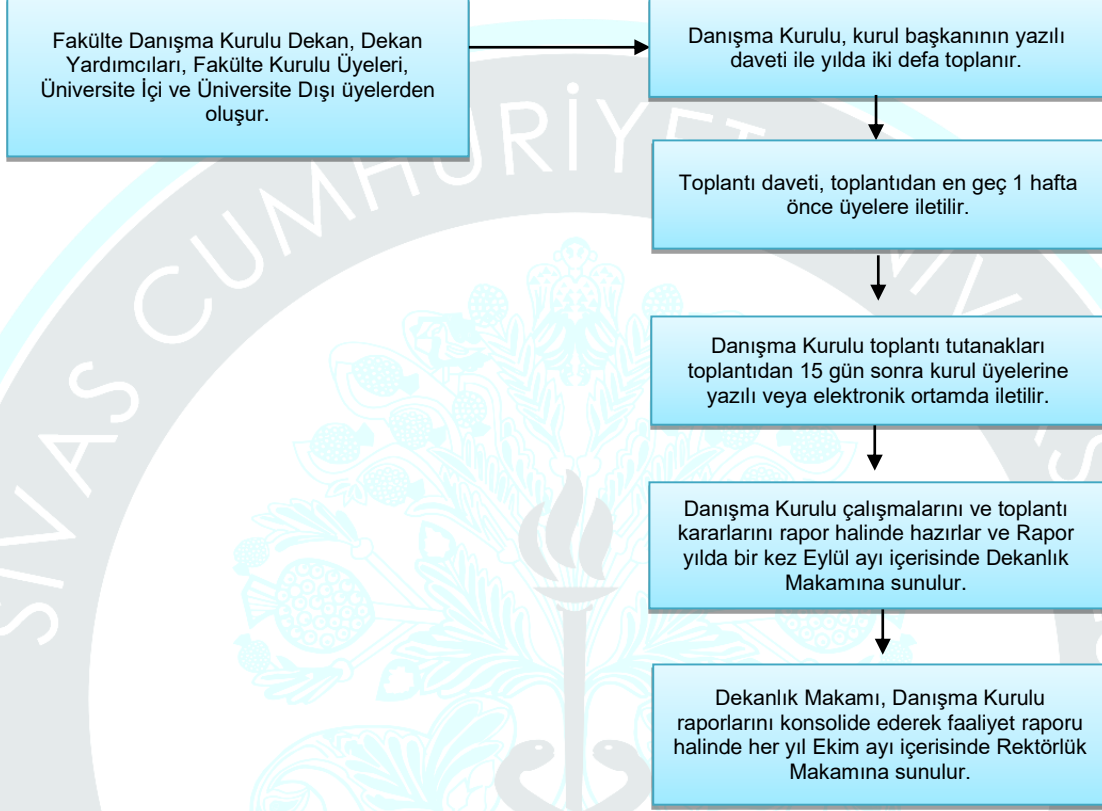 Fakülte Danışma Kurulu Dekan, Dekan
Yardımcıları, Fakülte Kurulu Üyeleri,
Üniversite İçi ve Üniversite Dışı üyelerden
oluşur.
Danışma Kurulu, kurul başkanının yazılı
daveti ile yılda iki defa toplanır.
Toplantı daveti, toplantıdan en geç 1 hafta
önce üyelere iletilir.
Danışma Kurulu toplantı tutanakları
toplantıdan 15 gün sonra kurul üyelerine
yazılı veya elektronik ortamda iletilir.
Danışma Kurulu çalışmalarını ve toplantı
kararlarını rapor halinde hazırlar ve Rapor
yılda bir kez Eylül ayı içerisinde Dekanlık
Makamına sunulur.
Dekanlık Makamı, Danışma Kurulu
raporlarını konsolide ederek faaliyet raporu
halinde her yıl Ekim ayı içerisinde Rektörlük
Makamına sunulur.
SIVAS CUMHURİYET